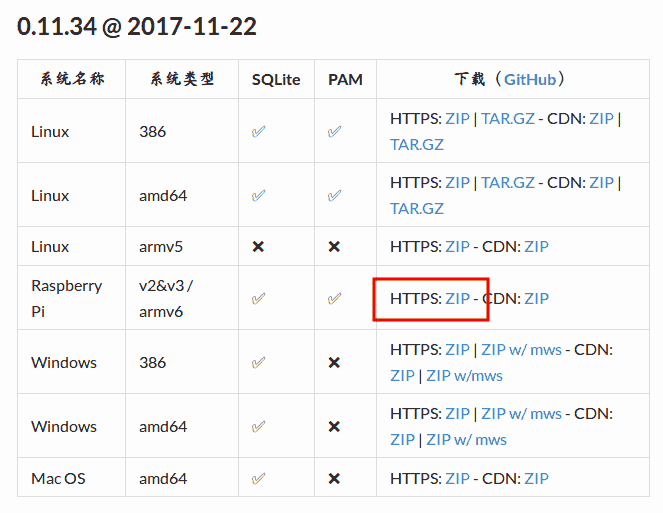 0.11.34 @ 2017-11-22
系统名称 系统类型 SQLite PAM 下载（GitHub）
Linux 386 ✅ ✅ HTTPS: ZIP | TAR.GZ - CDN: ZIP |
TAR.GZ
Linux amd64 ✅ ✅ HTTPS: ZIP | TAR.GZ - CDN: ZIP |
TAR.GZ
Linux armv5 ❌ ❌ HTTPS: ZIP - CDN: ZIP
Raspberry v2&v3 /
Pi armv6 ✅ ✅ HTTPS: ZIP - CDN: ZIP
Windows 386 ✅ ❌ HTTPS: ZIP | ZIP w/ mws - CDN:
ZIP | ZIP w/mws
Windows amd64 ✅ ❌ HTTPS: ZIP | ZIP w/ mws - CDN:
ZIP | ZIP w/ mws
Mac OS amd64 ✅ ❌ HTTPS: ZIP - CDN: ZIP